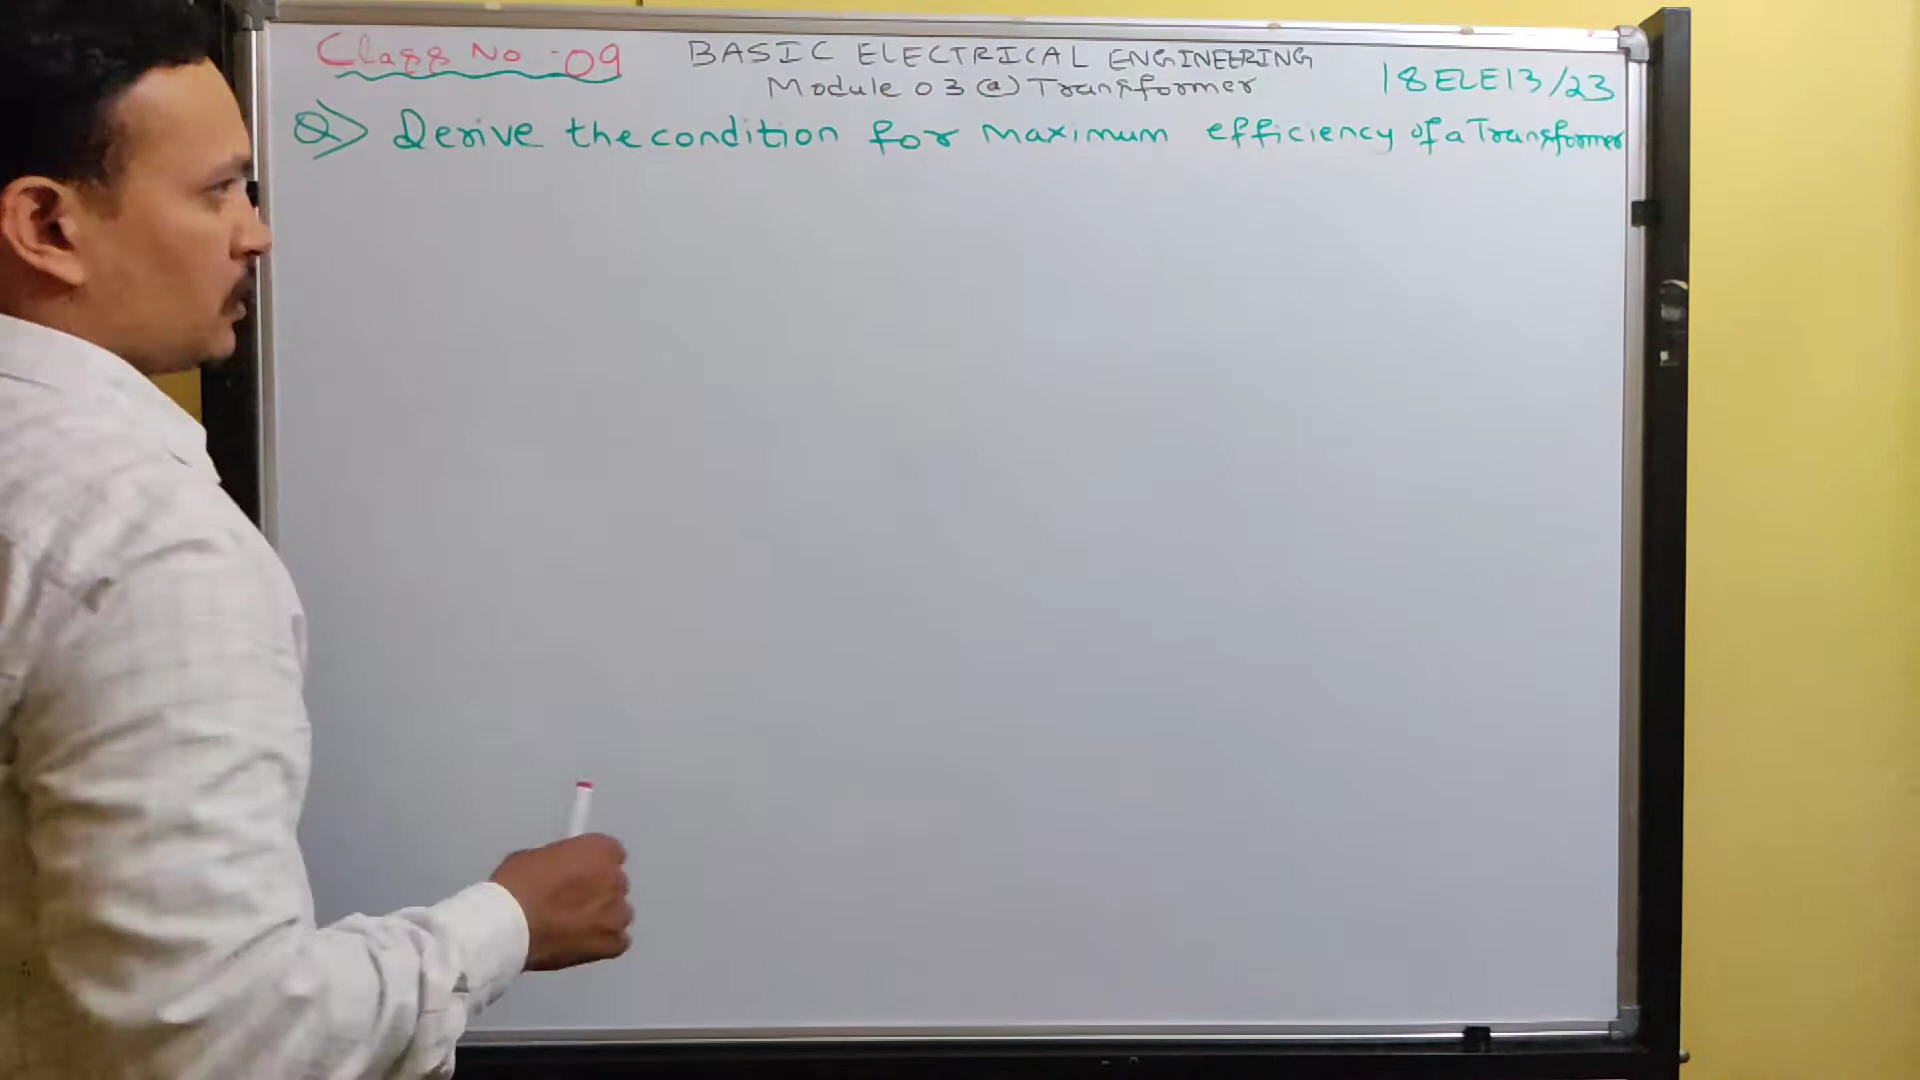 Class No - 09
BASIC ELECTRICAL ENGINEERING
Module 03 (a) Transformer
18ELE13/23
Q> Derive the condition for maximum efficiency of a Transformer